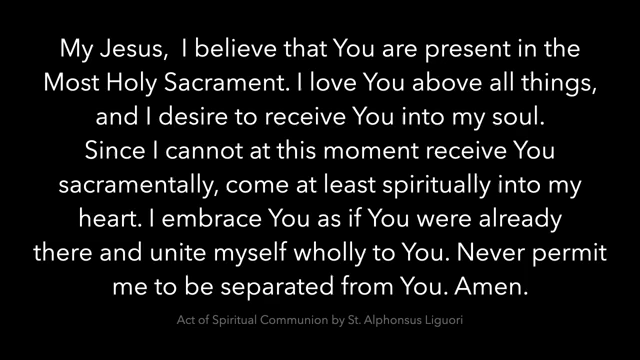 My Jesus,  I believe that You are present in the
Most Holy Sacrament. I love You above all things,
and I desire to receive You into my soul.
Since I cannot at this moment receive You
sacramentally, come at least spiritually into my
heart. I embrace You as if You were already
there and unite myself wholly to You. Never permit
me to be separated from You. Amen.
Act of Spiritual Communion by St. Alphonsus Liguori